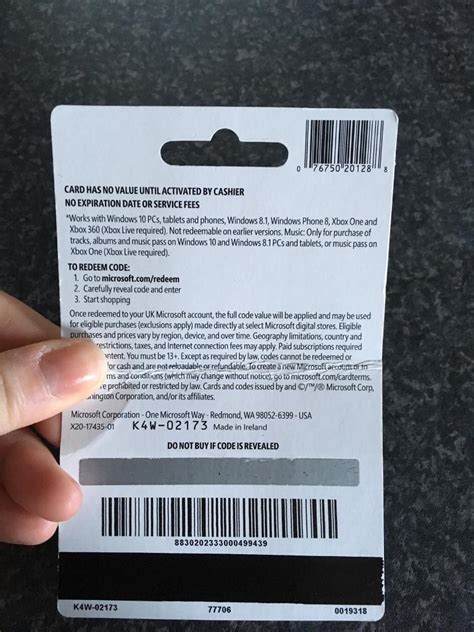 0 76750 20128 8
CARD HAS NO VALUE UNTIL ACTIVATED BY CASHIER
NO EXPIRATION DATE OR SERVICE FEES
*Works with Windows 10 PCs, tablets and phones, Windows 8.1, Windows Phone 8, Xbox One and
Xbox 360 (Xbox Live required). Not redeemable on earlier versions. Music: Only for purchase of
tracks, albums and music pass on Windows 10 and Windows 8.1 PCs and tablets, or music pass on
Xbox One (Xbox Live required).
TO REDEEM CODE:
1. Go to microsoft.com/redeem
2. Carefully reveal code and enter
3. Start shopping
Once redeemed to your UK Microsoft account, the full code value will be applied and may be used
for eligible purchases (exclusions apply) made directly at select Microsoft digital stores. Eligible
purchases and prices vary by region, device, and over time. Geography limitations, country and
restrictions, taxes, and Internet connection fees may apply. Paid subscriptions required
content. You must be 13+. Except as required by law, codes cannot be redeemed or
for cash and are not reloadable or refundable. To create a new Microsoft account or to
terms and conditions (which may change without notice), go to microsoft.com/cardterms.
prohibited or restricted by law. Cards and codes issued by and ©/™/® Microsoft Corp,
Corporation, and/or its affiliates.
Microsoft Corporation - One Microsoft Way - Redmond, WA 98052-6399 - USA
X20-17435-01 K4W-02173 Made in Ireland
DO NOT BUY IF CODE IS REVEALED
8830202333000499439
K4W-02173 77706 0019318